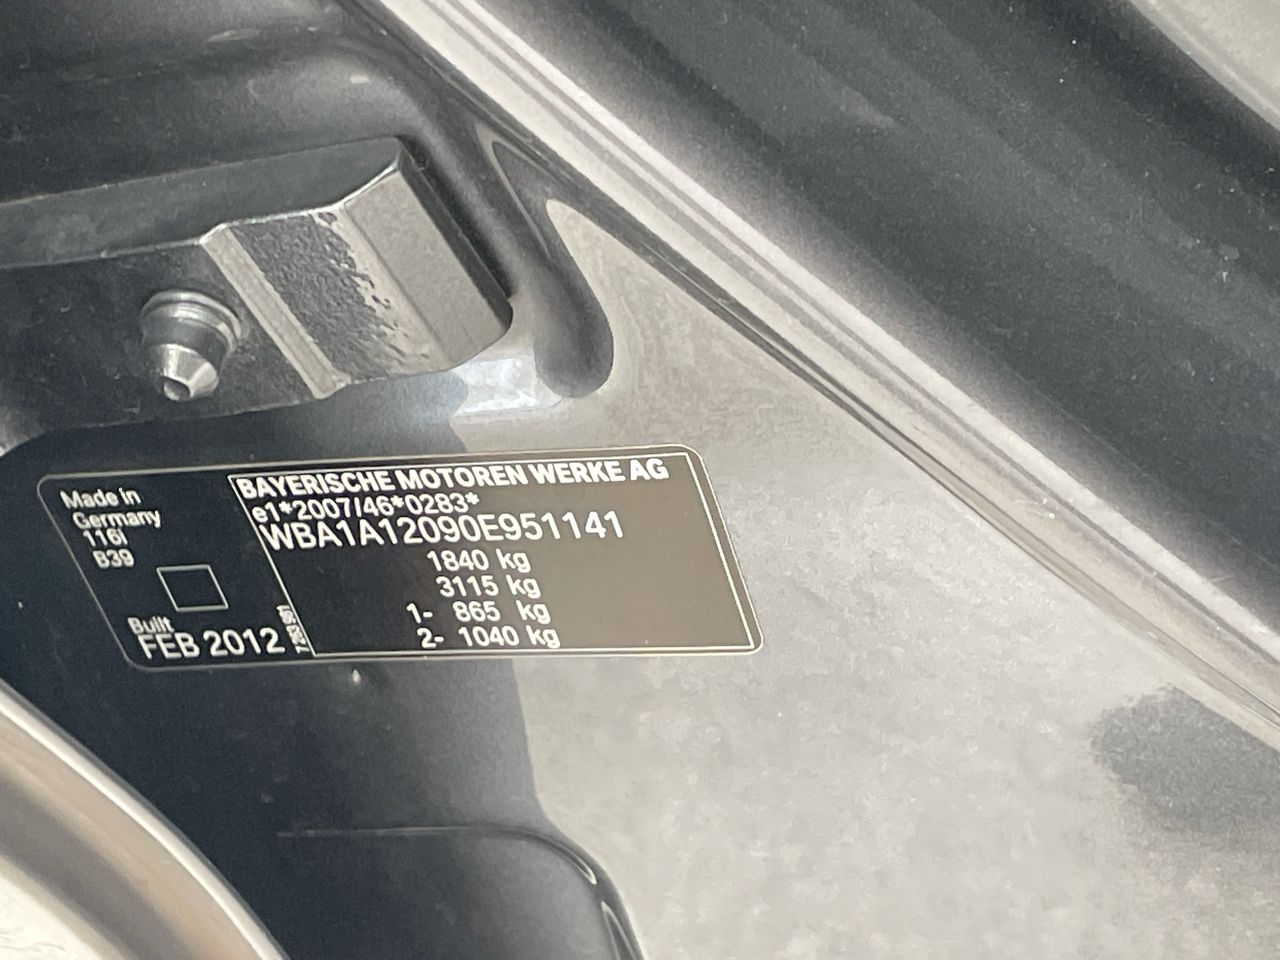 Made in
Germany
116i
B39
Built
FEB 2012
BAYERISCHE MOTOREN WERKE AG
e1*2007/46*0283*
WBA1A12090E951141
1840 kg
3115 kg
1- 865 kg
2- 1040 kg